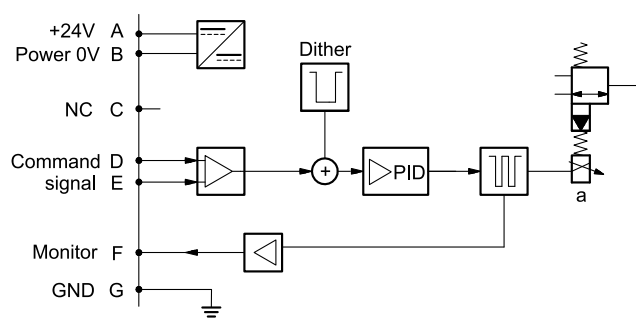 +24V A
Power 0V B
Dither
NC C
Command D
signal E
+
PID
a
Monitor F
GND G